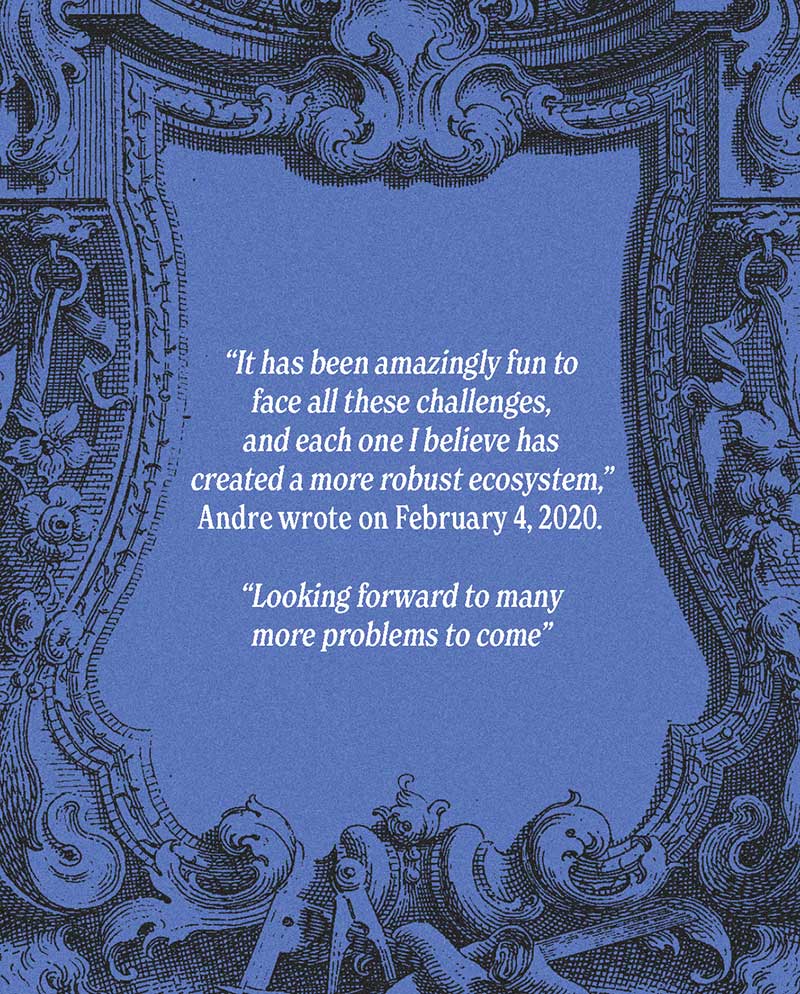 “It has been amazingly fun to
face all these challenges,
and each one I believe has
created a more robust ecosystem,”
Andre wrote on February 4, 2020.
“Looking forward to many
more problems to come”